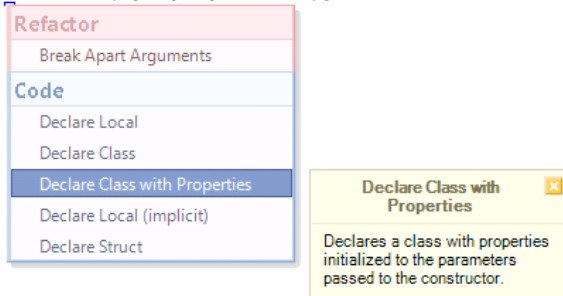 Refactor
Break Apart Arguments
Code
Declare Local
Declare Class
Declare Class with Properties
Declare Local (implicit)
Declare Struct
Declare Class with
Properties
Declares a class with properties
initialized to the parameters
passed to the constructor.